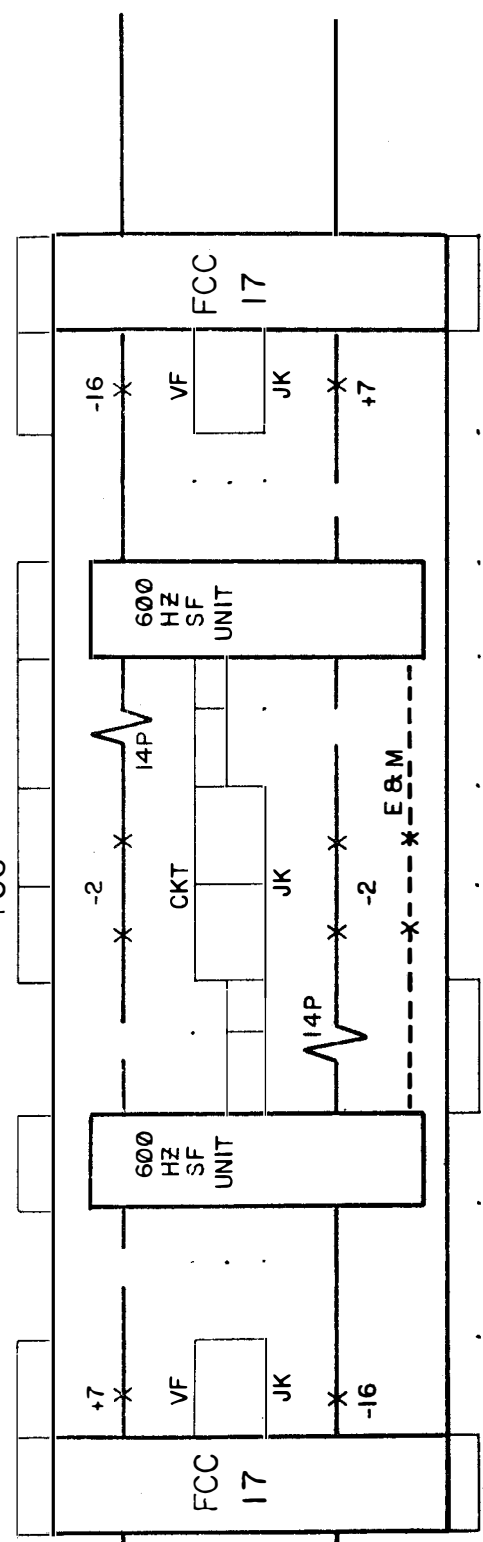 FCC
17
+7
VF
JK
-16
600
HZ
SF
UNIT
14P
-2
CKT
JK
-2
14P
E & M
600
HZ
SF
UNIT
-16
VF
JK
+7
FCC
17